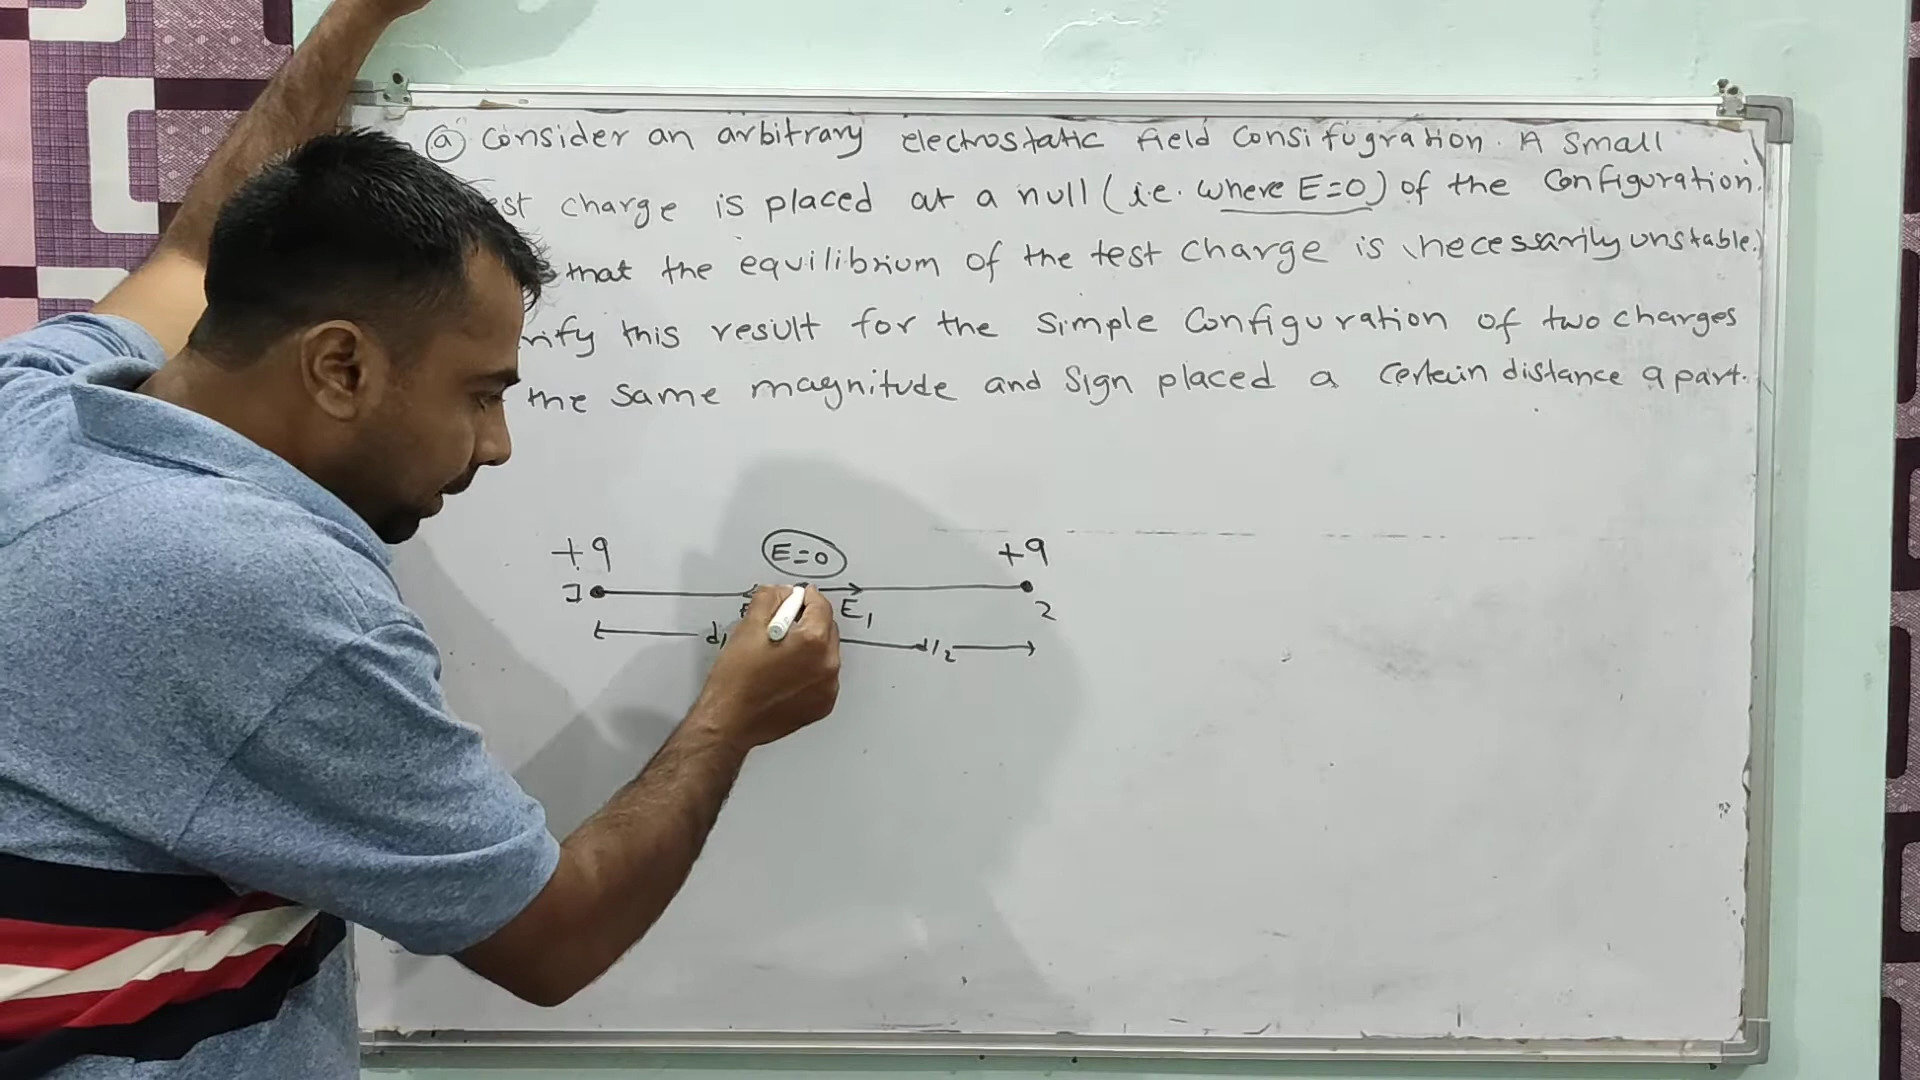 (a) Consider an arbitrary electrostatic field Consifugration. A Small
est charge is placed at a null (i.e. where E=0) of the Configuration.
that the equilibrium of the test charge is necessarily unstable.)
rify this result for the simple Configuration of two charges
the same magnitude and Sign placed a certain distance apart.
+q E=0 +q
1 E₁ 2
d/2